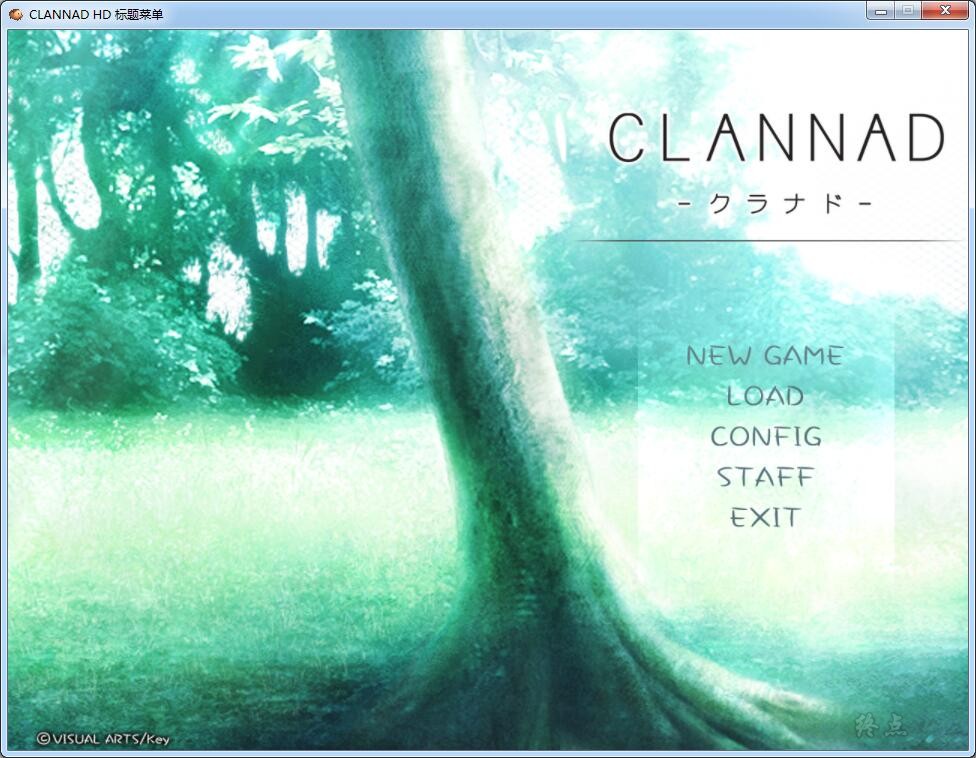 CLANNAD HD 标题菜单
CLANNAD
-クラナド-
NEW GAME
LOAD
CONFIG
STAFF
EXIT
终点
©VISUAL ARTS/Key